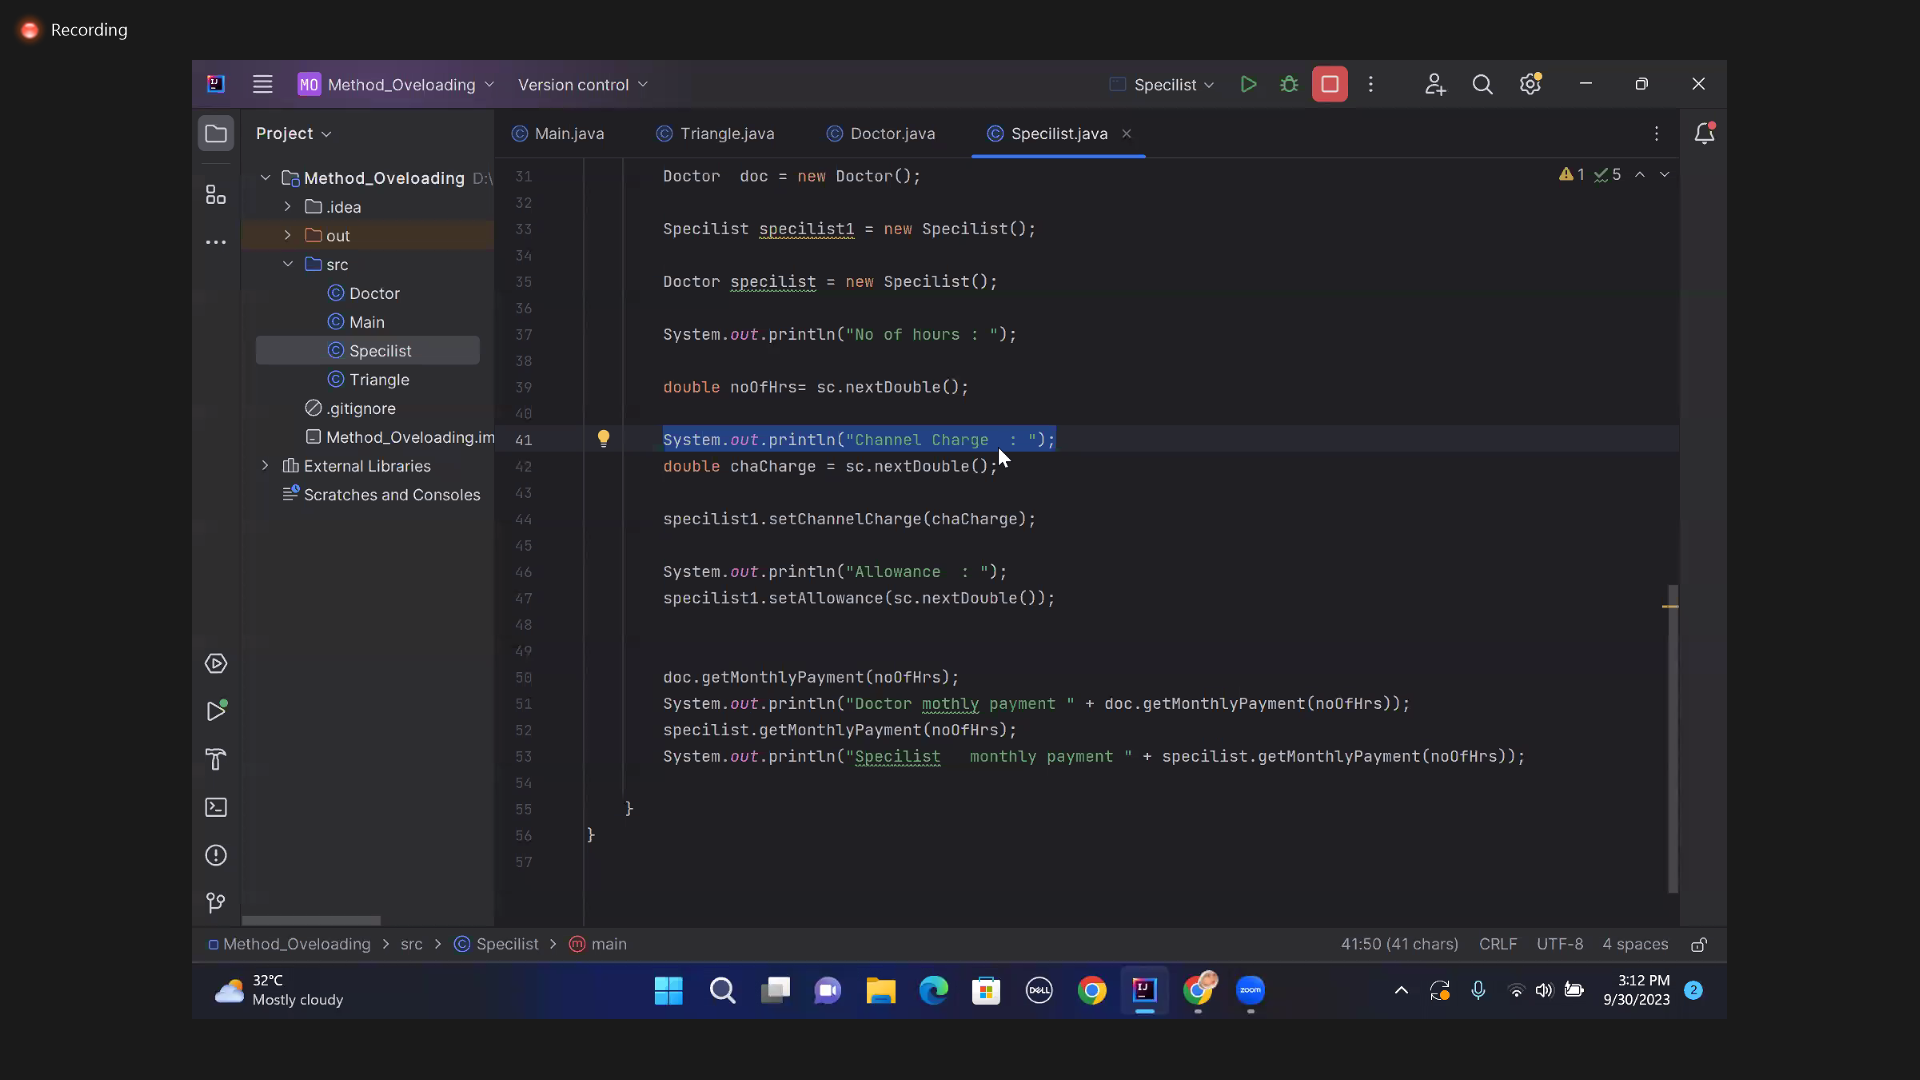 Recording
MO Method_Oveloading Version control Specilist
Project Main.java Triangle.java Doctor.java Specilist.java
Method_Oveloading D:\
.idea
out
src
Doctor
Main
Specilist
Triangle
.gitignore
Method_Oveloading.im
External Libraries
Scratches and Consoles
1 5
31 Doctor  doc = new Doctor();
32
33 Specilist specilist1 = new Specilist();
34
35 Doctor specilist = new Specilist();
36
37 System.out.println("No of hours : ");
38
39 double noOfHrs= sc.nextDouble();
40
41 System.out.println("Channel Charge  : ");
42 double chaCharge = sc.nextDouble();
43
44 specilist1.setChannelCharge(chaCharge);
45
46 System.out.println("Allowance  : ");
47 specilist1.setAllowance(sc.nextDouble());
48
49
50 doc.getMonthlyPayment(noOfHrs);
51 System.out.println("Doctor mothly payment " + doc.getMonthlyPayment(noOfHrs));
52 specilist.getMonthlyPayment(noOfHrs);
53 System.out.println("Specilist   monthly payment " + specilist.getMonthlyPayment(noOfHrs));
54
55 }
56 }
57
Method_Oveloading > src > Specilist > main 41:50 (41 chars) CRLF UTF-8 4 spaces
32°C
Mostly cloudy
DELL
IJ
zoom
3:12 PM
9/30/2023
2